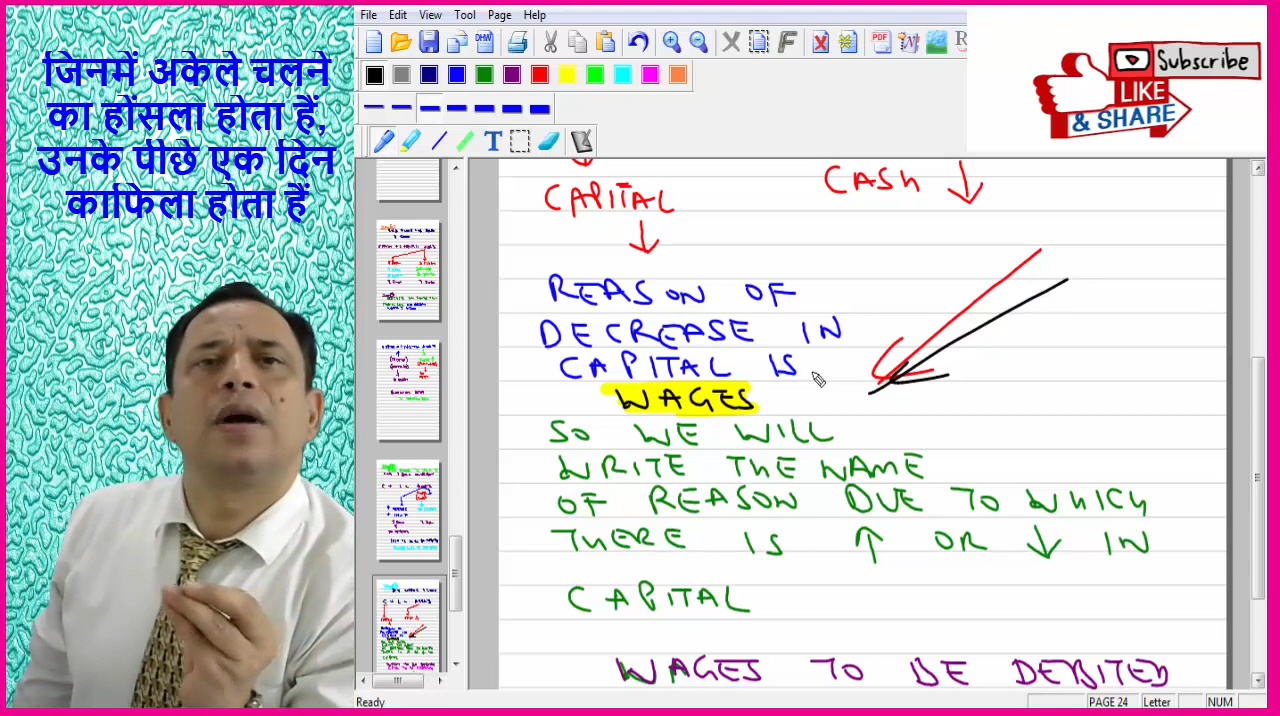 जिनमें अकेले चलने
का होंसला होता हैं,
उनके पीछे एक दिन
काफिला होता हैं
File Edit View Tool Page Help
Subscribe
LIKE
& SHARE
CAPITAL
CASH ↓
↓
REASON OF
DECREASE IN
CAPITAL IS
WAGES
SO WE WILL
WRITE THE NAME
OF REASON DUE TO WHICH
THERE IS ↑ OR ↓ IN
CAPITAL
WAGES TO BE DEBITED
Ready PAGE 24 Letter NUM